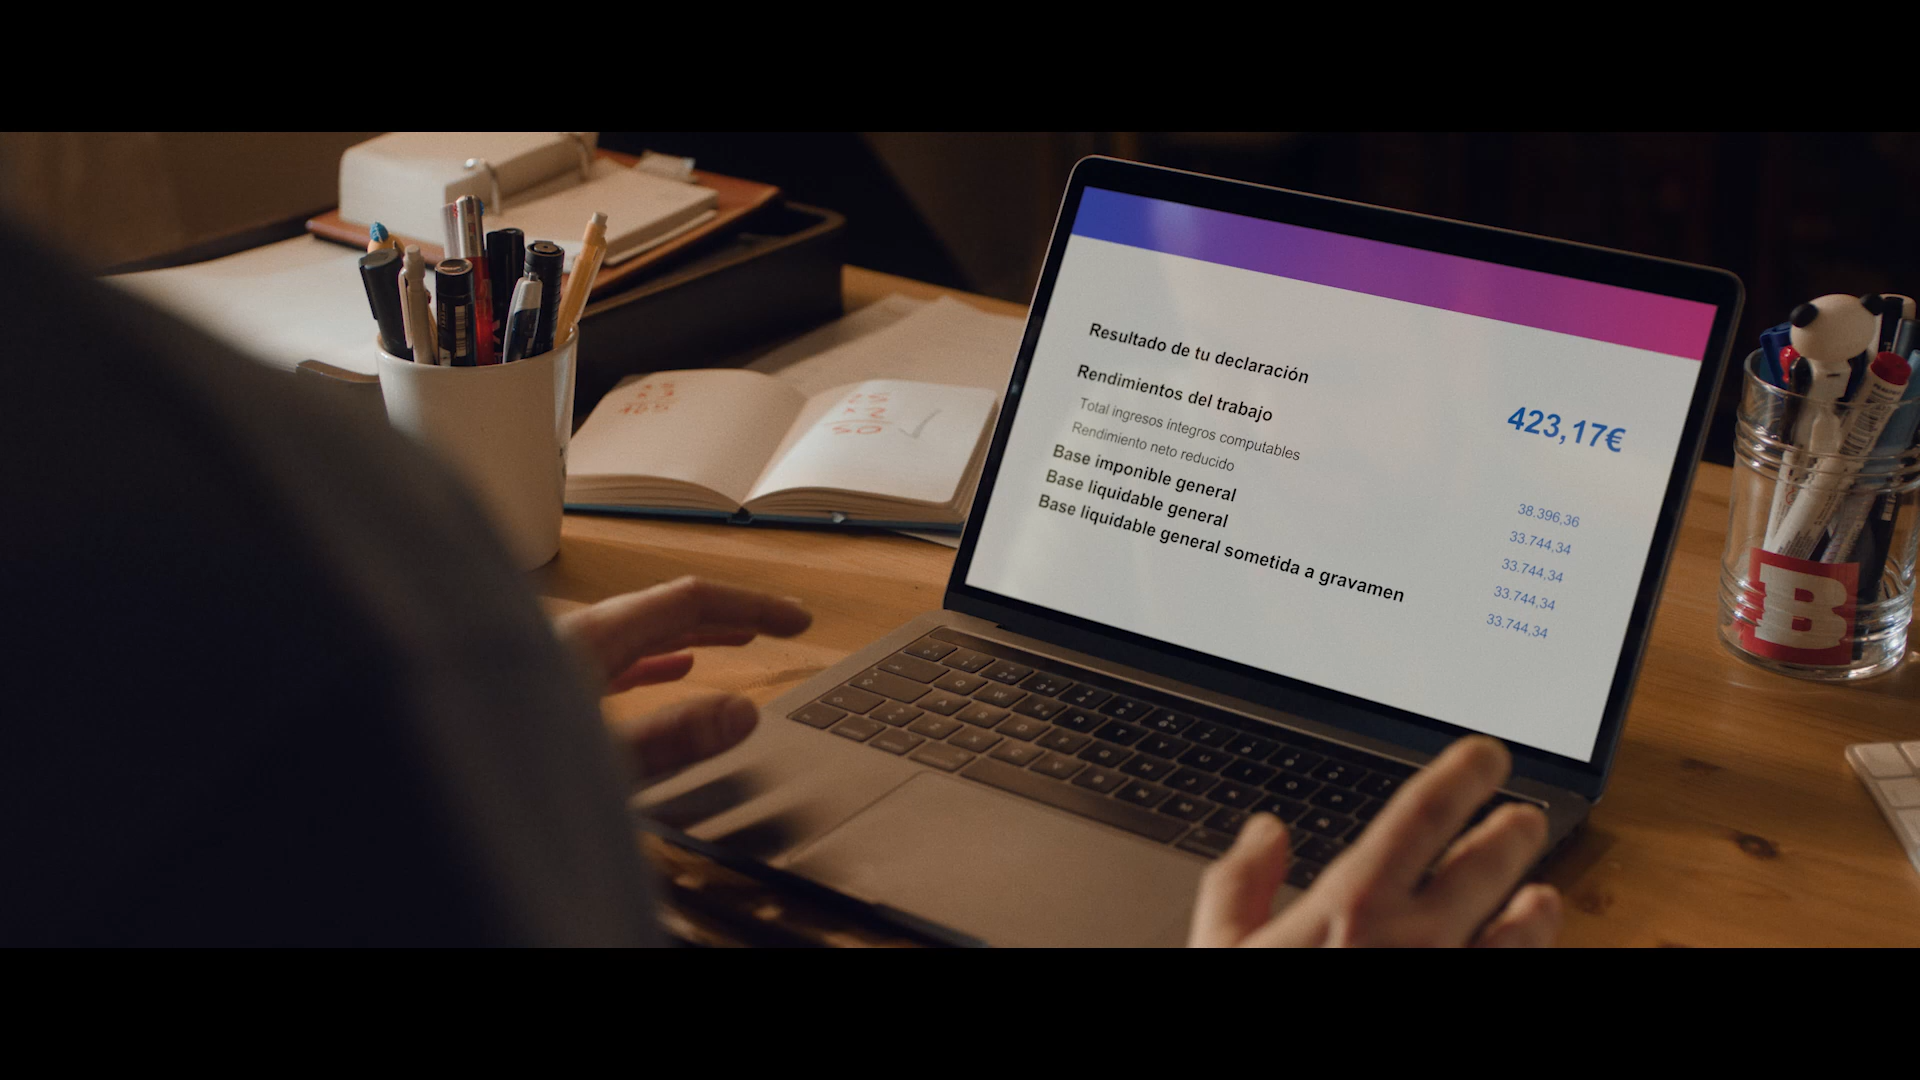 Resultado de tu declaración
423,17€
Rendimientos del trabajo
Total ingresos íntegros computables
38.396,36
Rendimiento neto reducido
33.744,34
Base imponible general
33.744,34
Base liquidable general
33.744,34
Base liquidable general sometida a gravamen
33.744,34
B